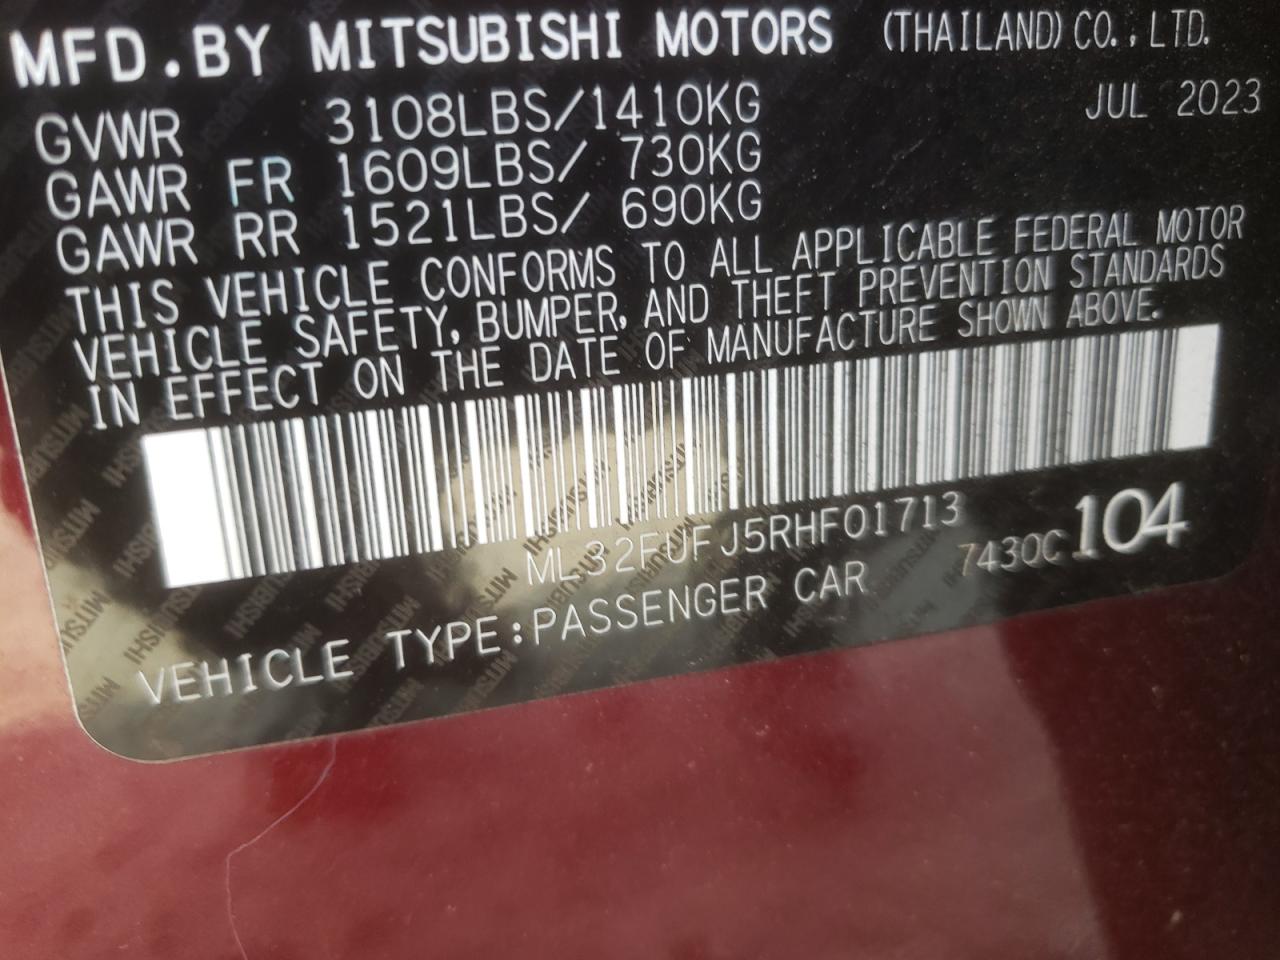 MFD.BY MITSUBISHI MOTORS (THAILAND) CO.,LTD.
GVWR 3108LBS/1410KG JUL 2023
GAWR FR 1609LBS/ 730KG
GAWR RR 1521LBS/ 690KG
THIS VEHICLE CONFORMS TO ALL APPLICABLE FEDERAL MOTOR
VEHICLE SAFETY, BUMPER, AND THEFT PREVENTION STANDARDS
IN EFFECT ON THE DATE OF MANUFACTURE SHOWN ABOVE.
ML32FUFJ5RHF01713
7430C104
VEHICLE TYPE:PASSENGER CAR